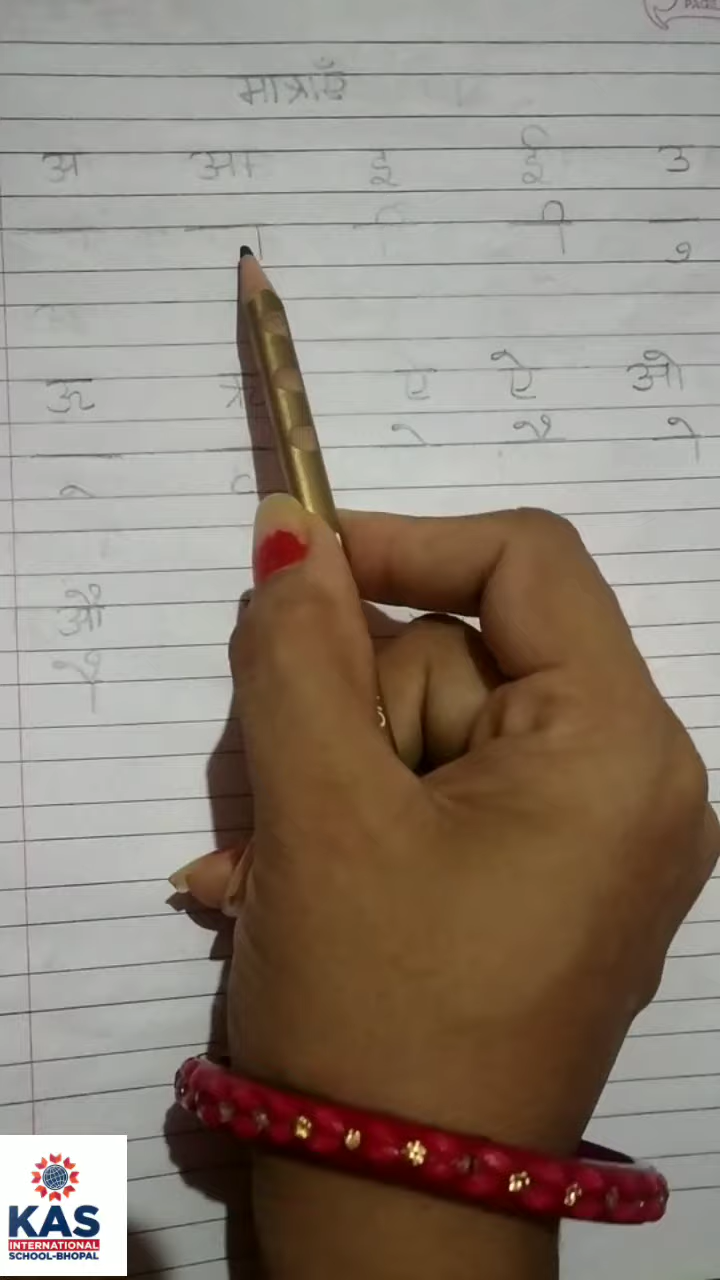 मात्राएँ
अ आ इ ई उ
ा ि ी ु
ऊ ऋ ए ऐ ओ
ू ृ े ै ो
औ
ौ
KAS
INTERNATIONAL
SCHOOL-BHOPAL